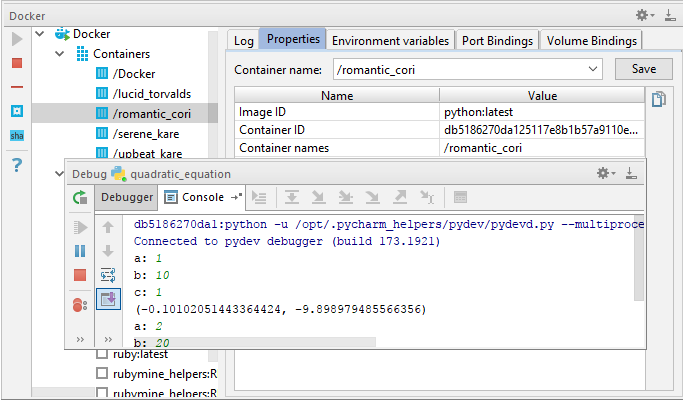 Docker
Docker
Containers
/Docker
/lucid_torvalds
/romantic_cori
/serene_kare
/upbeat_kare
sha
?
Log
Properties
Environment variables
Port Bindings
Volume Bindings
Container name:
/romantic_cori
Save
Name Value
Image ID python:latest
Container ID db5186270da125117e8b1b57a9110e...
Container names /romantic_cori
Debug quadratic_equation
Debugger
Console
db5186270da1:python -u /opt/.pycharm_helpers/pydev/pydevd.py --multiproce
Connected to pydev debugger (build 173.1921)
a: 1
b: 10
c: 1
(-0.10102051443364424, -9.898979485566356)
a: 2
b: 20
ruby:latest
rubymine_helpers:R
rubymine_helpers:R